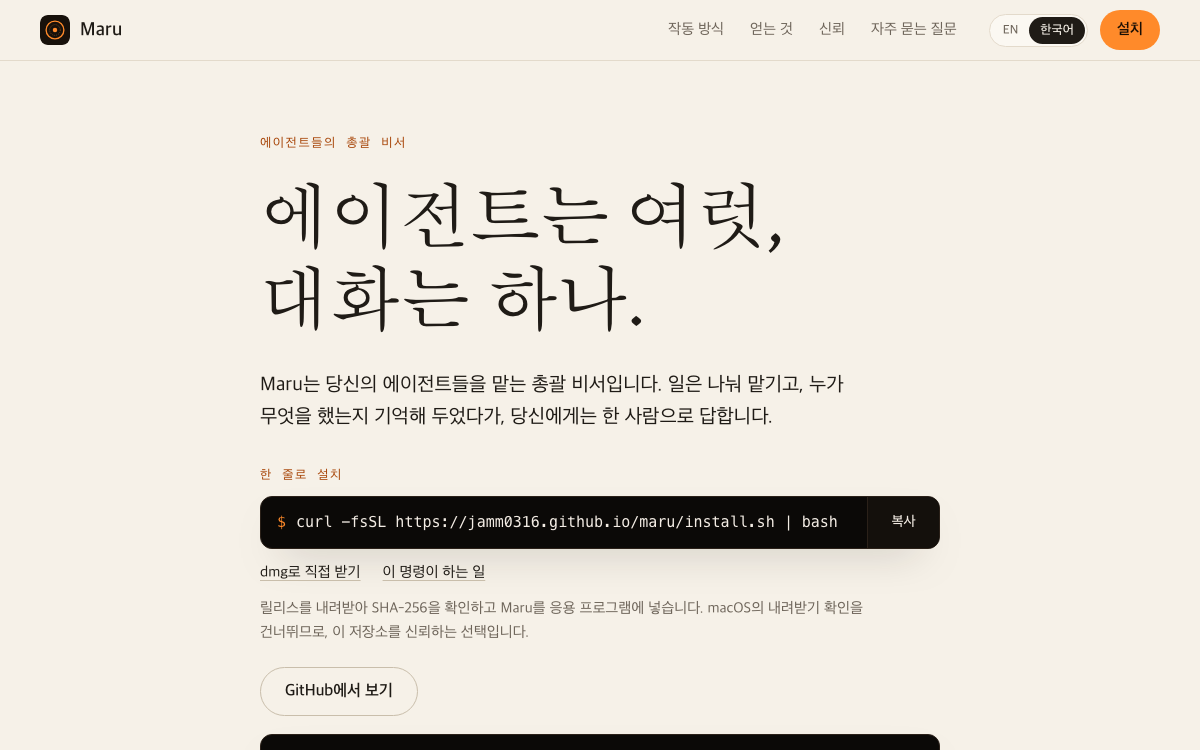 Maru
작동 방식
얻는 것
신뢰
자주 묻는 질문
EN
한국어
설치
에이전트들의 총괄 비서
에이전트는 여럿,
대화는 하나.
Maru는 당신의 에이전트들을 맡는 총괄 비서입니다. 일은 나눠 맡기고, 누가
무엇을 했는지 기억해 두었다가, 당신에게는 한 사람으로 답합니다.
한 줄로 설치
$ curl -fsSL https://jamm0316.github.io/maru/install.sh | bash
복사
dmg로 직접 받기
이 명령이 하는 일
릴리스를 내려받아 SHA-256을 확인하고 Maru를 응용 프로그램에 넣습니다. macOS의 내려받기 확인을
건너뛰므로, 이 저장소를 신뢰하는 선택입니다.
GitHub에서 보기